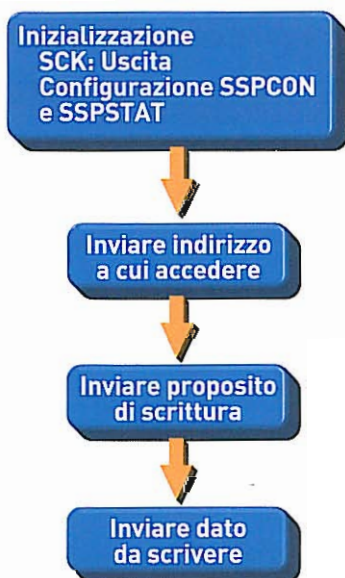 Inizializzazione
SCK: Uscita
Configurazione SSPCON
e SSPSTAT
Inviare indirizzo
a cui accedere
Inviare proposito
di scrittura
Inviare dato
da scrivere